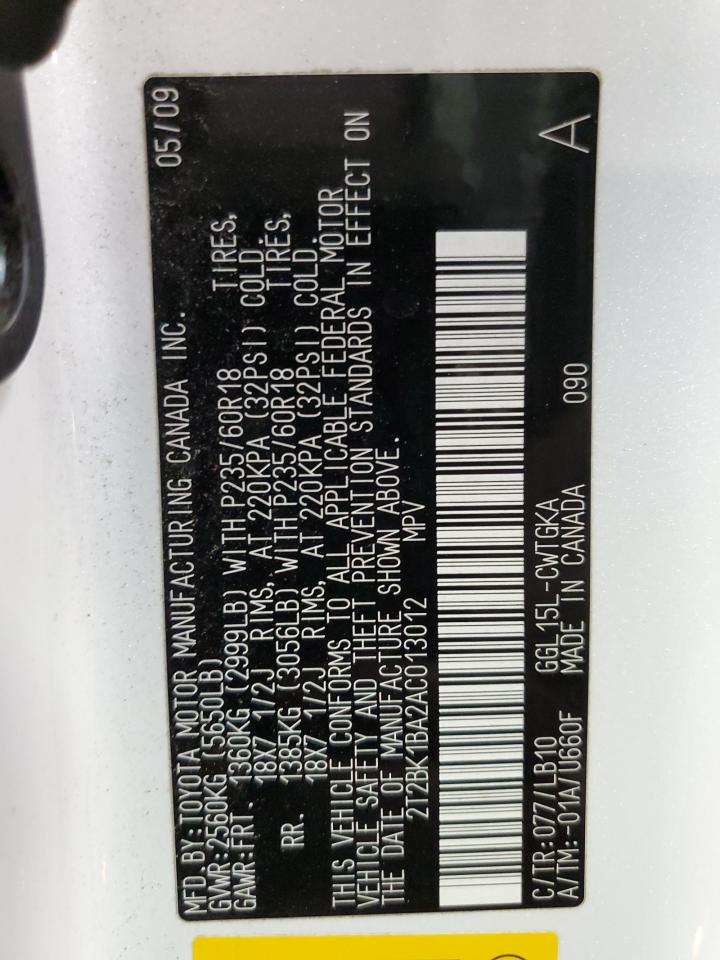 MFD.BY:TOYOTA MOTOR MANUFACTURING CANADA INC. 05/09
GVWR:2560KG (5650LB)
GAWR:FRT. 1360KG (2999LB) WITH P235/60R18 TIRES,
18X7 1/2J RIMS, AT 220KPA (32PSI) COLD.
RR. 1385KG (3056LB) WITH P235/60R18 TIRES,
18X7 1/2J RIMS, AT 220KPA (32PSI) COLD.
THIS VEHICLE CONFORMS TO ALL APPLICABLE FEDERAL MOTOR
VEHICLE SAFETY AND THEFT PREVENTION STANDARDS IN EFFECT ON
THE DATE OF MANUFACTURE SHOWN ABOVE.
2T2BK1BA2AC013012 MPV
C/TR:077/LB10 GGL15L-CWTGKA 090 A
A/TM:-01A/U660F MADE IN CANADA